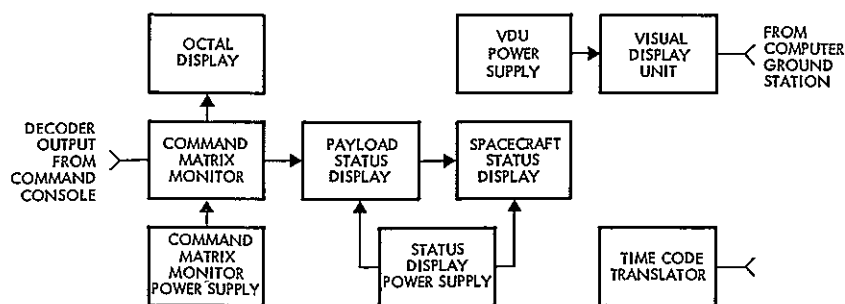 OCTAL
DISPLAY
VDU
POWER
SUPPLY
VISUAL
DISPLAY
UNIT
FROM
COMPUTER
GROUND
STATION
DECODER
OUTPUT
FROM
COMMAND
CONSOLE
COMMAND
MATRIX
MONITOR
PAYLOAD
STATUS
DISPLAY
SPACECRAFT
STATUS
DISPLAY
COMMAND
MATRIX
MONITOR
POWER SUPPLY
STATUS
DISPLAY
POWER SUPPLY
TIME CODE
TRANSLATOR